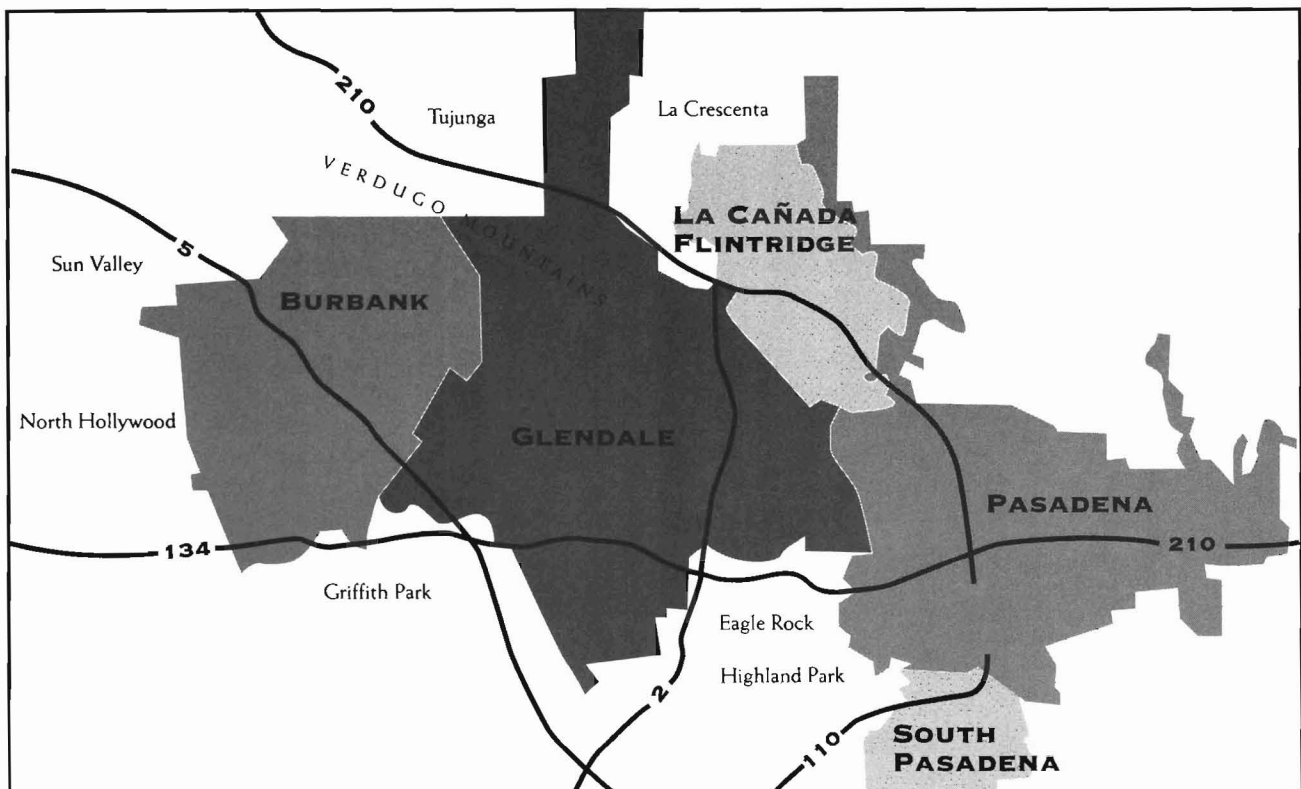 210
Tujunga
La Crescenta
VERDUGO MOUNTAINS
LA CAÑADA
FLINTRIDGE
5
Sun Valley
BURBANK
North Hollywood
GLENDALE
PASADENA
134
210
Griffith Park
Eagle Rock
Highland Park
2
SOUTH
PASADENA
110